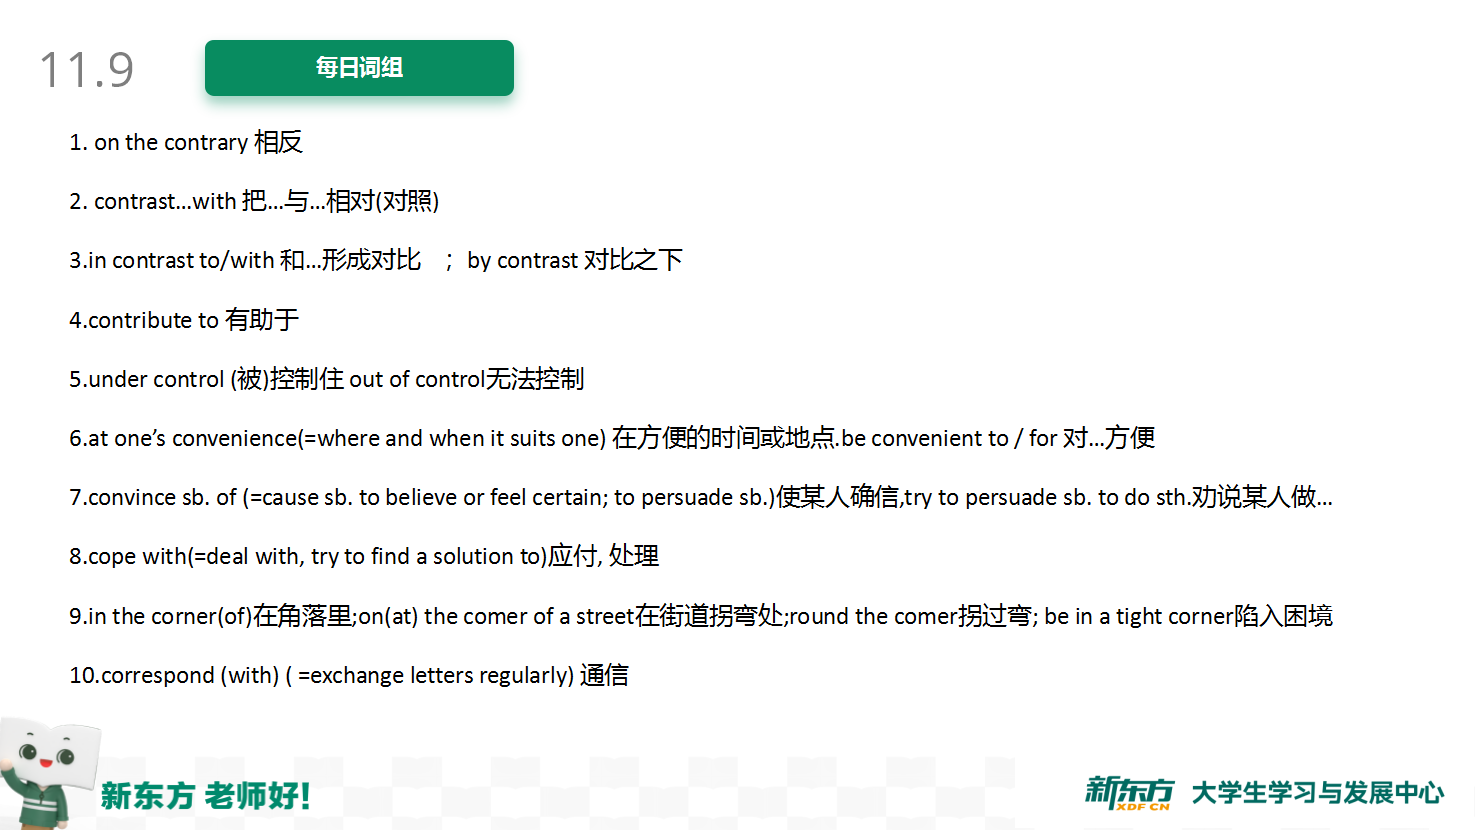 11.9
每日词组
1. on the contrary 相反
2. contrast...with 把...与...相对(对照)
3.in contrast to/with 和...形成对比 ；by contrast 对比之下
4.contribute to 有助于
5.under control (被)控制住 out of control无法控制
6.at one’s convenience(=where and when it suits one) 在方便的时间或地点.be convenient to / for 对...方便
7.convince sb. of (=cause sb. to believe or feel certain; to persuade sb.)使某人确信,try to persuade sb. to do sth.劝说某人做...
8.cope with(=deal with, try to find a solution to)应付, 处理
9.in the corner(of)在角落里;on(at) the comer of a street在街道拐弯处;round the comer拐过弯; be in a tight corner陷入困境
10.correspond (with) ( =exchange letters regularly) 通信
新东方 老师好!
新东方 XDF.CN 大学生学习与发展中心